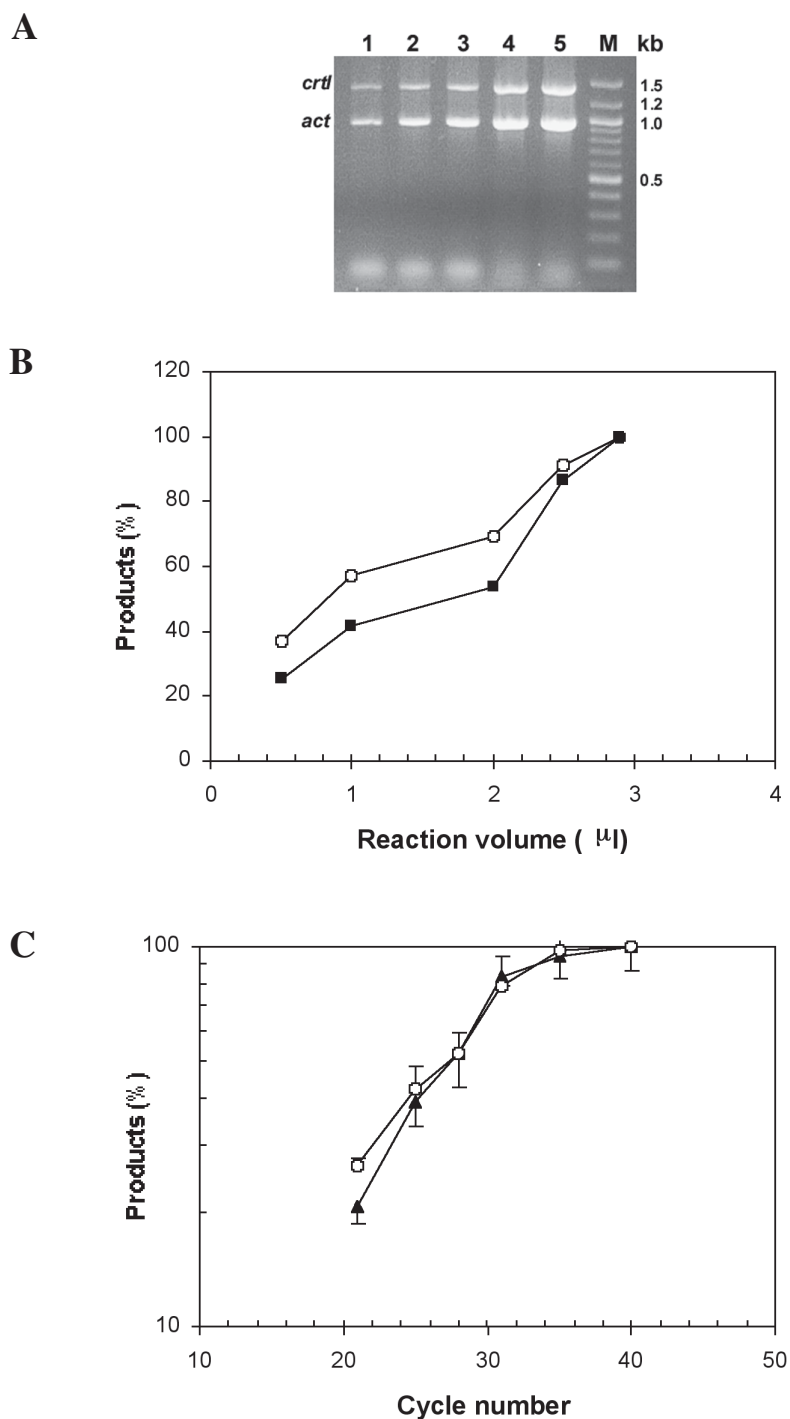 A
1 2 3 4 5 M kb
crtI
act
1.5
1.2
1.0
0.5
B
120
100
80
60
40
20
0
Products (%)
0 1 2 3 4
Reaction volume ( μl)
C
100
10
Products (%)
10 20 30 40 50
Cycle number